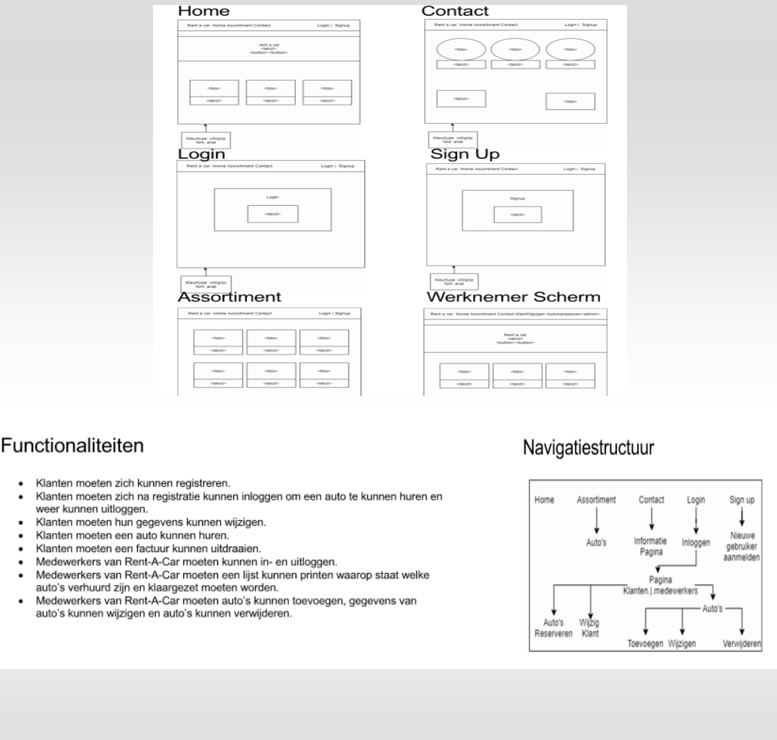 Home
Rent a car Home Assortiment Contact Login | Signup
rent a car
<tekst>
<button><button>
<foto> <foto> <foto>
<tekst> <tekst> <tekst>
Kleurtype: wit/grijs
font: arial
Contact
Rent a car Home Assortiment Contact Login | Signup
<foto> <foto> <foto>
<tekst> <tekst> <tekst>
<tekst> <foto>
Kleurtype: wit/grijs
font: arial
Login
Rent a car Home Assortiment Contact Login | Signup
Login
<tekst>
Kleurtype: wit/grijs
font: arial
Sign Up
Rent a car Home Assortiment Contact Login | Signup
Signup
<tekst>
Kleurtype: wit/grijs
font: arial
Assortiment
Rent a car Home Assortiment Contact Login | Signup
<foto> <foto> <foto>
<tekst> <tekst> <tekst>
<foto> <foto> <foto>
<tekst> <tekst> <tekst>
Werknemer Scherm
Rent a car Home Assortiment Contact
Rent a car
<tekst>
<button><button>
<foto> <foto> <foto>
<tekst> <tekst> <tekst>
Functionaliteiten
• Klanten moeten zich kunnen registreren.
• Klanten moeten zich na registratie kunnen inloggen om een auto te kunnen huren en
weer kunnen uitloggen.
• Klanten moeten hun gegevens kunnen wijzigen.
• Klanten moeten een auto kunnen huren.
• Klanten moeten een factuur kunnen uitdraaien.
• Medewerkers van Rent-A-Car moeten kunnen in- en uitloggen.
• Medewerkers van Rent-A-Car moeten een lijst kunnen printen waarop staat welke
auto's verhuurd zijn en klaargezet moeten worden.
• Medewerkers van Rent-A-Car moeten auto's kunnen toevoegen, gegevens van
auto's kunnen wijzigen en auto's kunnen verwijderen.
Navigatiestructuur
Home Assortiment Contact Login Sign up
Auto's
Informatie
Pagina
Inloggen
Nieuwe
gebruiker
aanmelden
Pagina
Klanten | medewerkers
Auto's
Auto's
Reserveren
Wijzig
Klant
Toevoegen Wijzigen Verwijderen